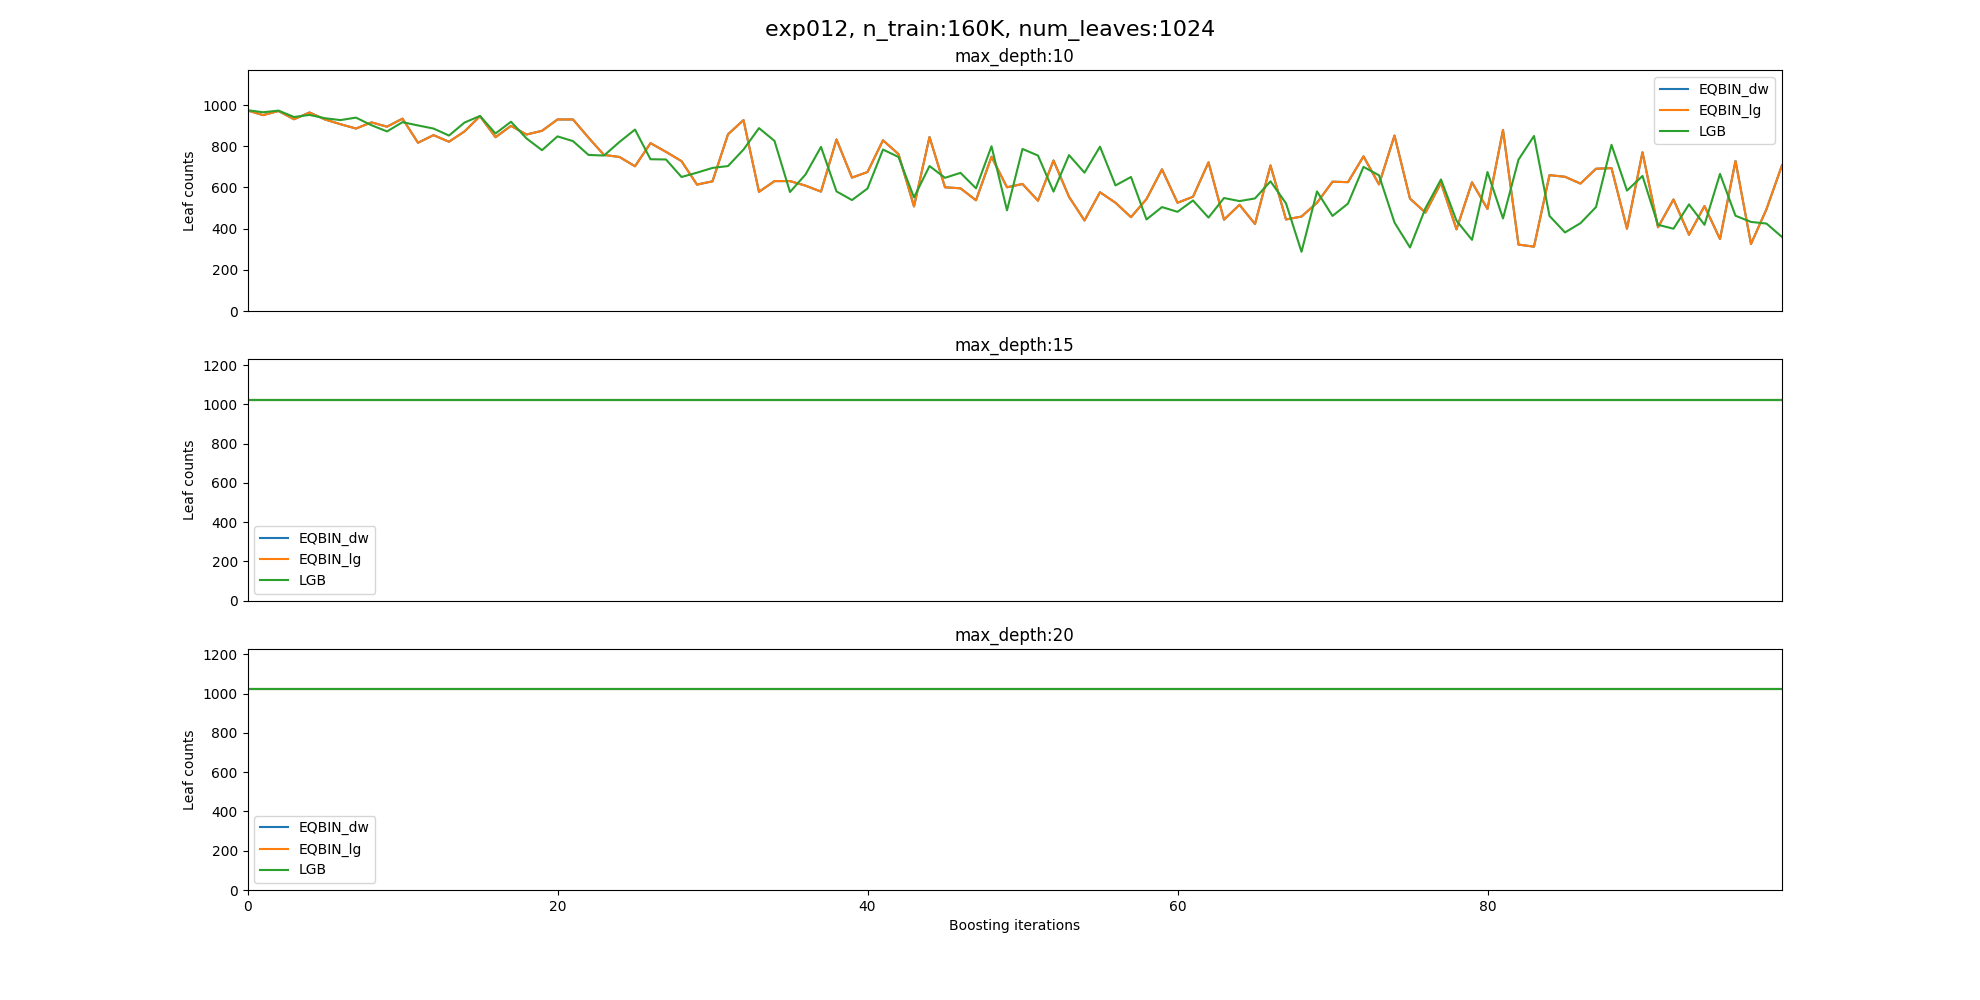 exp012, n_train:160K, num_leaves:1024
max_depth:10
Leaf counts
1000
800
600
400
200
0
EQBIN_dw
EQBIN_lg
LGB
max_depth:15
Leaf counts
1200
1000
800
600
400
200
0
EQBIN_dw
EQBIN_lg
LGB
max_depth:20
Leaf counts
1200
1000
800
600
400
200
0
EQBIN_dw
EQBIN_lg
LGB
0 20 40 60 80
Boosting iterations